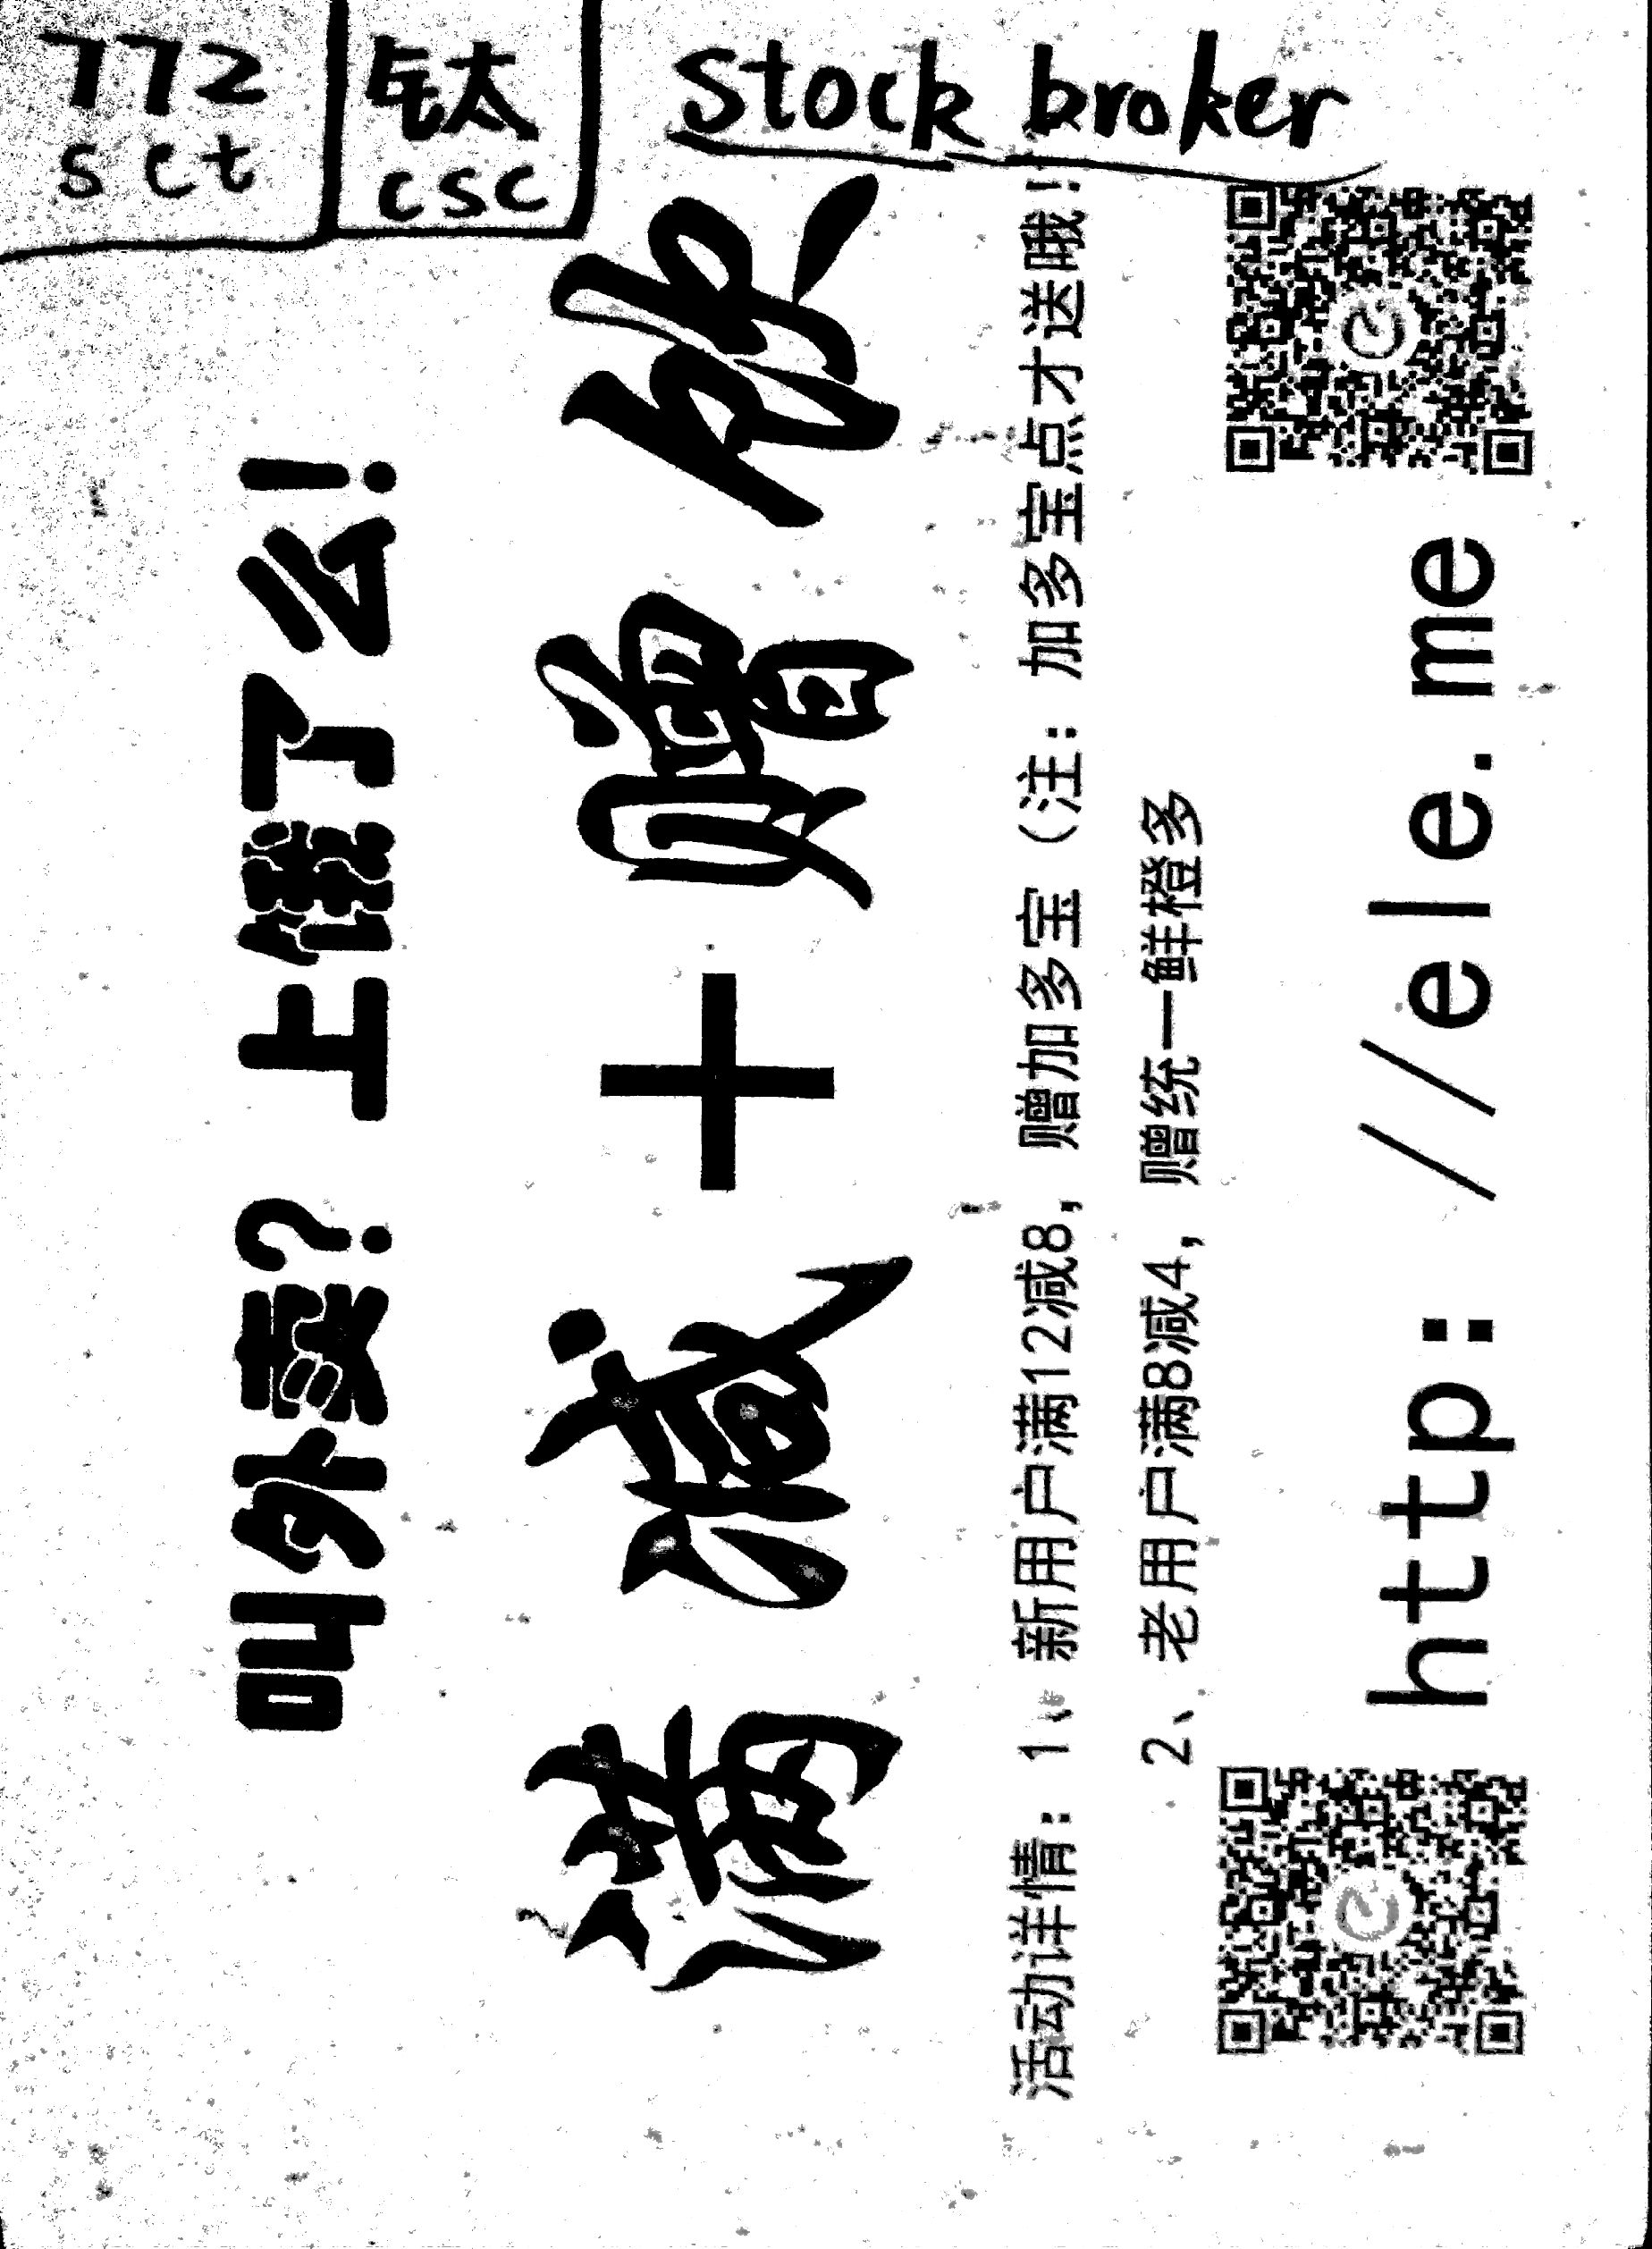 772
sct
钛
csc
Stock broker
叫外卖？上饿了么！
满减＋赠饮
活动详情：1、新用户满12减8，赠加多宝（注：加多宝点才送哦！
2、老用户满8减4，赠统一鲜橙多
http://ele.me